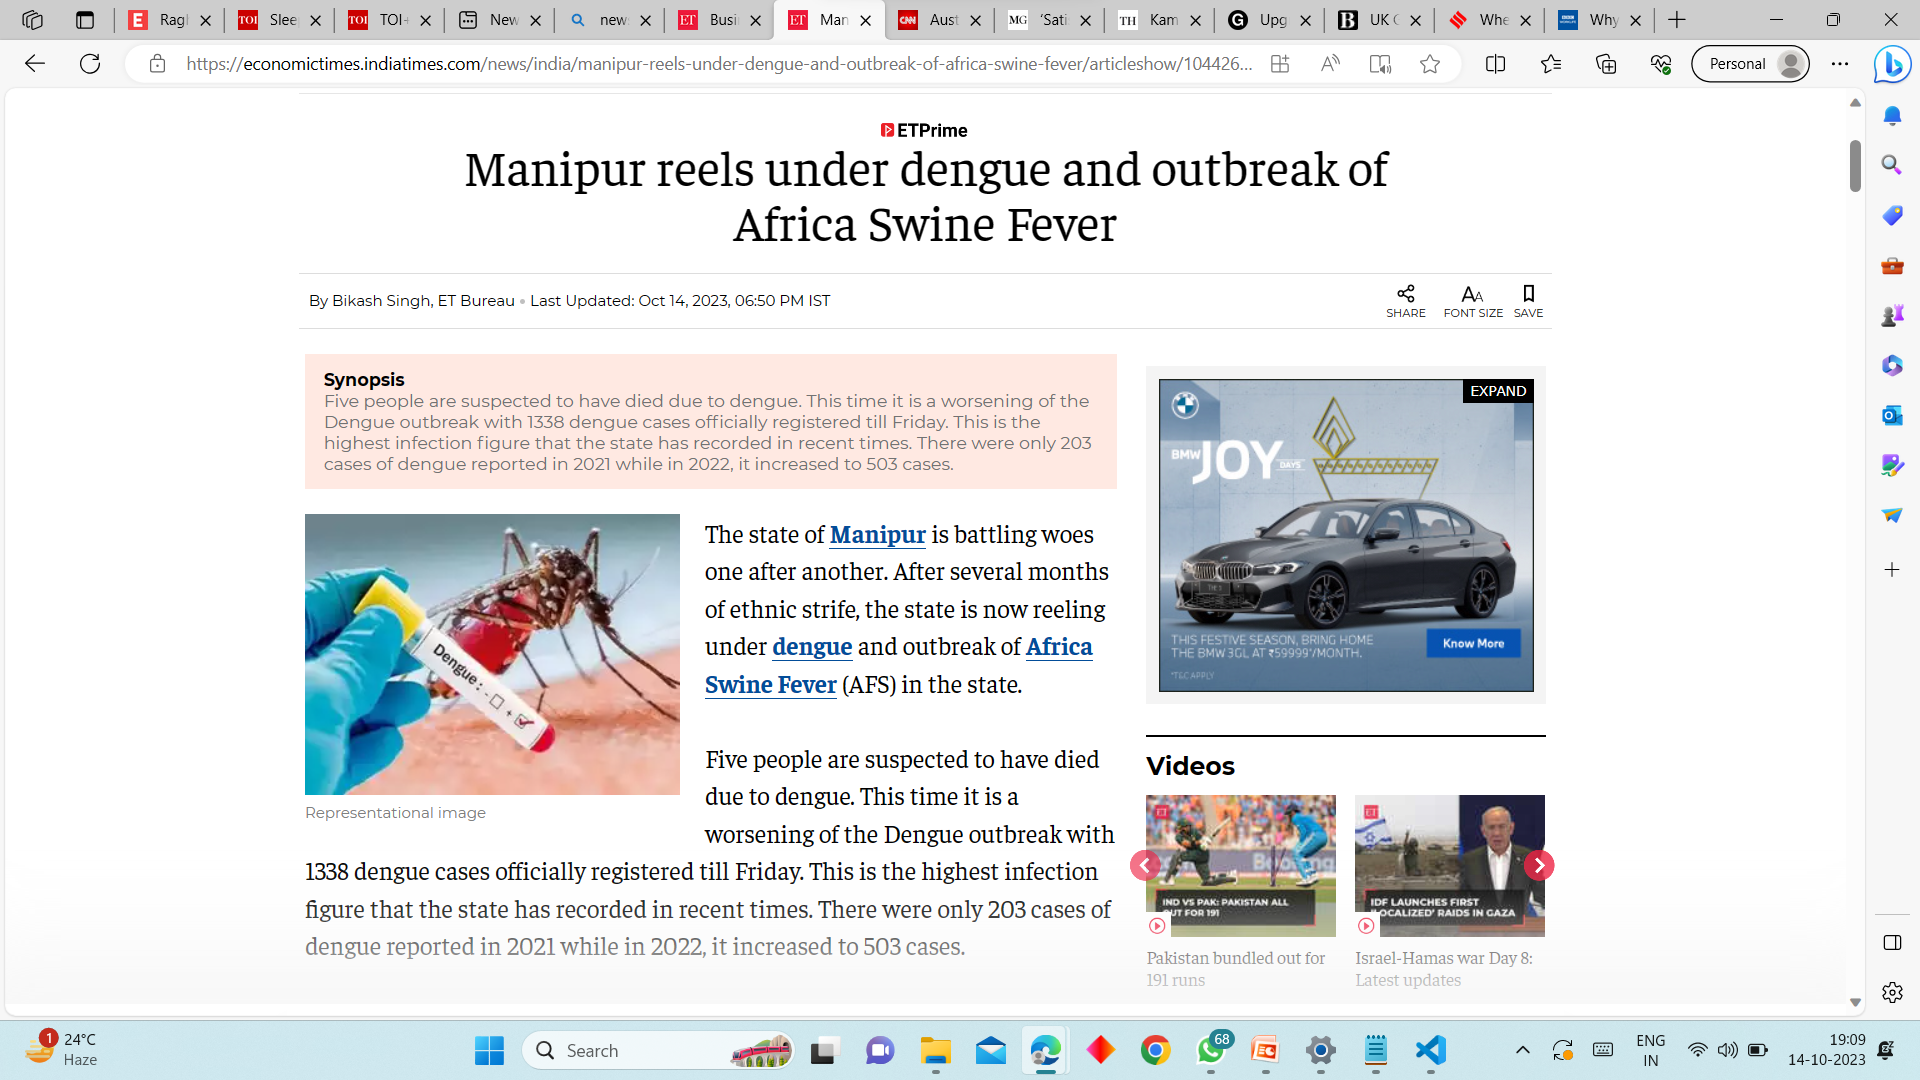 Ragl
TOI Slee
TOI TOI+
New
new
ET Busi
ET Man
CNN Aust
MG 'Sati
TH Kam
G Upg
B UK C
Whe
BBC Why
https://economictimes.indiatimes.com/news/india/manipur-reels-under-dengue-and-outbreak-of-africa-swine-fever/articleshow/104426...
Personal
ETPrime
Manipur reels under dengue and outbreak of
Africa Swine Fever
By Bikash Singh, ET Bureau • Last Updated: Oct 14, 2023, 06:50 PM IST
SHARE
FONT SIZE
SAVE
Synopsis
Five people are suspected to have died due to dengue. This time it is a worsening of the
Dengue outbreak with 1338 dengue cases officially registered till Friday. This is the
highest infection figure that the state has recorded in recent times. There were only 203
cases of dengue reported in 2021 while in 2022, it increased to 503 cases.
Dengue: - +
Representational image
The state of Manipur is battling woes
one after another. After several months
of ethnic strife, the state is now reeling
under dengue and outbreak of Africa
Swine Fever (AFS) in the state.
Five people are suspected to have died
due to dengue. This time it is a
worsening of the Dengue outbreak with
1338 dengue cases officially registered till Friday. This is the highest infection
figure that the state has recorded in recent times. There were only 203 cases of
dengue reported in 2021 while in 2022, it increased to 503 cases.
EXPAND
BMW JOY DAYS
THIS FESTIVE SEASON, BRING HOME
THE BMW 3GL AT ₹59999*/MONTH.
*T&C APPLY
Know More
Videos
ET
IND VS PAK: PAKISTAN ALL
OUT FOR 191
Pakistan bundled out for
191 runs
ET
IDF LAUNCHES FIRST
'LOCALIZED' RAIDS IN GAZA
Israel-Hamas war Day 8:
Latest updates
1
24°C
Haze
Search
68
ENG
IN
19:09
14-10-2023